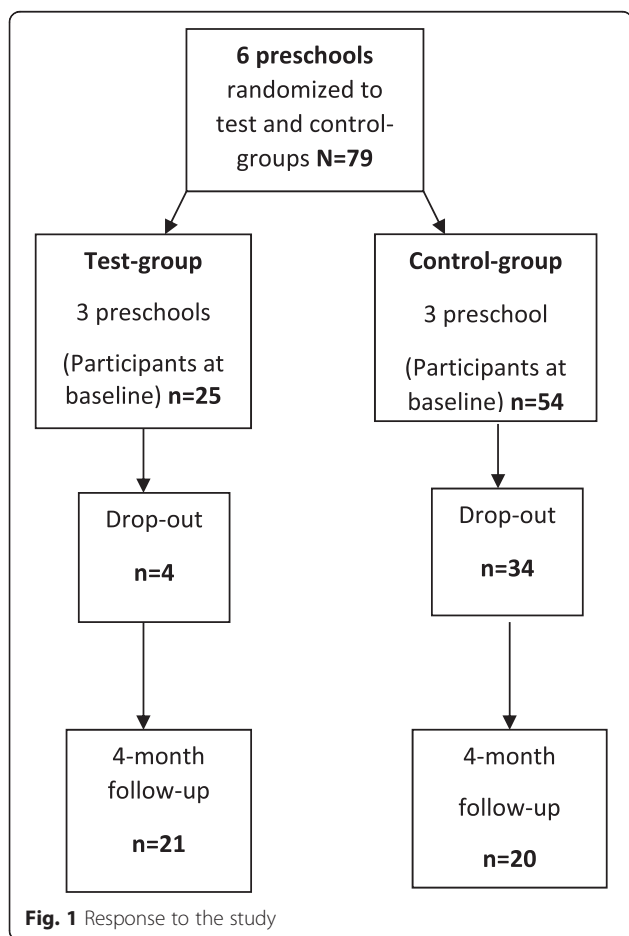 6 preschools
randomized to
test and control-
groups N=79
Test-group
3 preschools
(Participants at
baseline) n=25
Control-group
3 preschool
(Participants at
baseline) n=54
Drop-out
n=4
Drop-out
n=34
4-month
follow-up
n=21
4-month
follow-up
n=20
Fig. 1 Response to the study